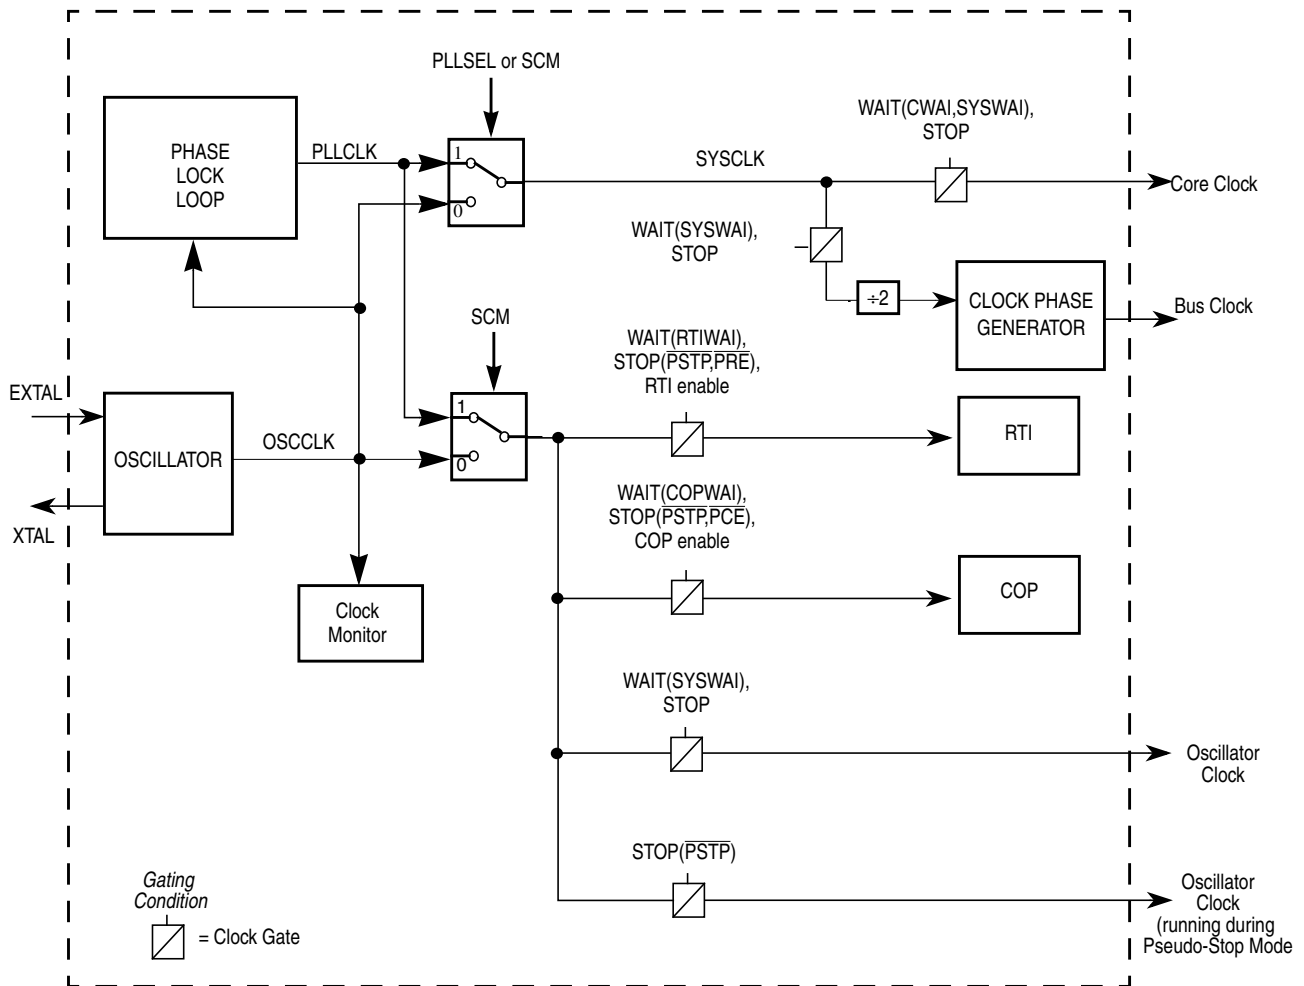 PLLSEL or SCM
WAIT(CWAI,SYSWAI),
STOP
PHASE
LOCK
LOOP
PLLCLK
1
0
SYSCLK
Core Clock
WAIT(SYSWAI),
STOP
÷2
CLOCK PHASE
GENERATOR
Bus Clock
SCM
WAIT(RTIWAI),
STOP(PSTP,PRE),
RTI enable
EXTAL
OSCILLATOR
OSCCLK
1
0
RTI
XTAL
WAIT(COPWAI),
STOP(PSTP,PCE),
COP enable
COP
Clock
Monitor
WAIT(SYSWAI),
STOP
Oscillator
Clock
STOP(PSTP)
Oscillator
Clock
(running during
Pseudo-Stop Mode
Gating
Condition
= Clock Gate